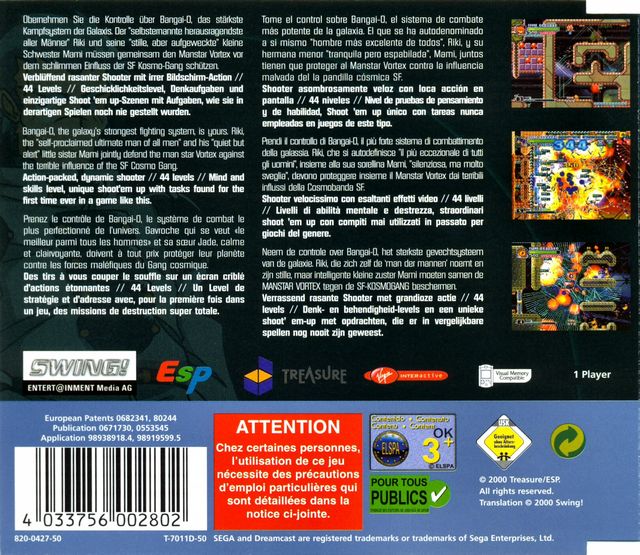 Übernehmen Sie die Kontrolle über Bangai-O, das stärkste
Kampfsystem der Galaxis. Der "selbsternannte herausragendste
aller Männer" Riki und seine "stille, aber aufgeweckte" kleine
Schwester Mami müssen gemeinsam den Manstar Vortex vor
dem schlimmen Einfluss der SF Kosmo-Gang schützen.
Verblüffend rasanter Shooter mit irrer Bildschirm-Action //
44 Levels // Geschicklichkeitslevel, Denkaufgaben und
einzigartige Shoot 'em up-Szenen mit Aufgaben, wie sie in
derartigen Spielen noch nie gestellt wurden.
Bangai-O, the galaxy's strongest fighting system, is yours. Riki,
the "self-proclaimed ultimate man of all men" and his "quiet but
alert" little sister Mami jointly defend the man star Vortex against
the terrible influence of the SF Cosmo Gang.
Action-packed, dynamic shooter // 44 levels // Mind and
skills level, unique shoot'em up with tasks found for the
first time ever in a game like this.
Prenez le contrôle de Bangai-O, le système de combat le
plus perfectionné de l'univers. Gavroche qui se veut «le
meilleur parmi tous les hommes» et sa sœur Jade, calme
et clairvoyante, doivent à tout prix protéger leur planète
contre les forces maléfiques du Gang cosmique.
Des tirs à vous couper le souffle sur un écran criblé
d'actions étonnantes // 44 Levels // Un Level de
stratégie et d'adresse avec, pour la première fois dans
un jeu, des missions de destruction super totale.
Tome el control sobre Bangai-O, el sistema de combate
más potente de la galaxia. El que se ha autodenominado
a si mismo "hombre más excelente de todos", Riki, y su
hermana menor "tranquila pero espabilada", Mami, juntos
tienen que proteger al Manstar Vortex contra la influencia
malvada del la pandilla cósmica SF.
Shooter asombrosamente veloz con loca acción en
pantalla // 44 niveles // Nivel de pruebas de pensamiento
y de habilidad, Shoot 'em up único con tareas nunca
empleadas en juegos de este tipo.
Prendi il controllo di Bangai-O, il più forte sistema di combattimento
della galassia. Riki, che si autodefinisce "il più eccezionale di tutti
gli uomini", insieme alla sua sorellina Mami, "silenziosa, ma molto
sveglia", devono proteggere insieme il Manstar Vortex dai terribili
influssi della Cosmobanda SF.
Shooter velocissimo con esaltanti effetti video // 44 livelli
// Livelli di abilità mentale e destrezza, straordinari
shoot 'em up con compiti mai utilizzati in passato per
giochi del genere.
Neem de controle over Bangai-O, het sterkste gevechtsysteem
van de galaxie. Riki, die zich zelf de 'man der mannen' noemt en
zijn stille, maar intelligente kleine zuster Mami moeten samen de
MANSTAR VORTEX tegen de SF-KOSMOGANG beschermen.
Verrassend rasante Shooter met grandioze actie // 44
levels // Denk- en behendigheid-levels en een unieke
shoot' em-up met opdrachten, die er in vergelijkbare
spellen nog nooit zijn geweest.
344
SWING!
ENTERT@INMENT Media AG
Esp
TREASURE
Virgin INTERACTIVE
Visual Memory
Compatible
1 Player
European Patents 0682341, 80244
Publication 0671730, 0553545
Application 98938918.4, 98919599.5
4 033756 002802
820-0427-50
ATTENTION
Chez certaines personnes,
l'utilisation de ce jeu
nécessite des précautions
d'emploi particulières qui
sont détaillées dans la
notice ci-jointe.
Contenido · Contenuto
Contenu · Content
ELSPA
OK
3+
© ELSPA
POUR TOUS
PUBLICS
Geeignet
ohne Alters-
beschränkung
© 2000 Treasure/ESP.
All rights reserved.
Translation © 2000 Swing!
T-7011D-50
SEGA and Dreamcast are registered trademarks or trademarks of Sega Enterprises, Ltd.